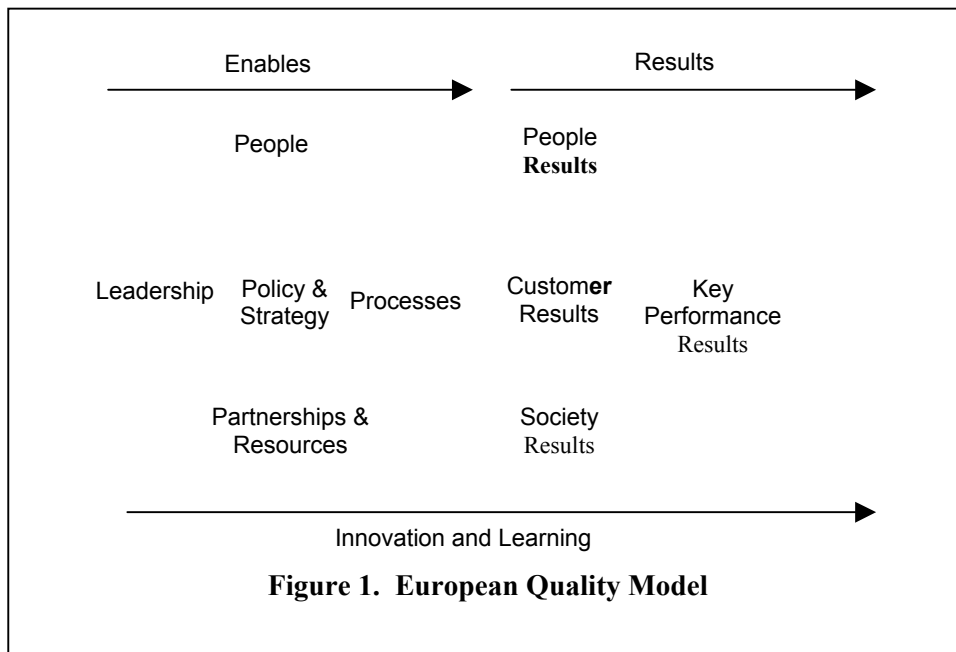 Enables
Results
People
People
Results
Leadership
Policy &
Strategy
Processes
Customer
Results
Key
Performance
Results
Partnerships &
Resources
Society
Results
Innovation and Learning
Figure 1. European Quality Model